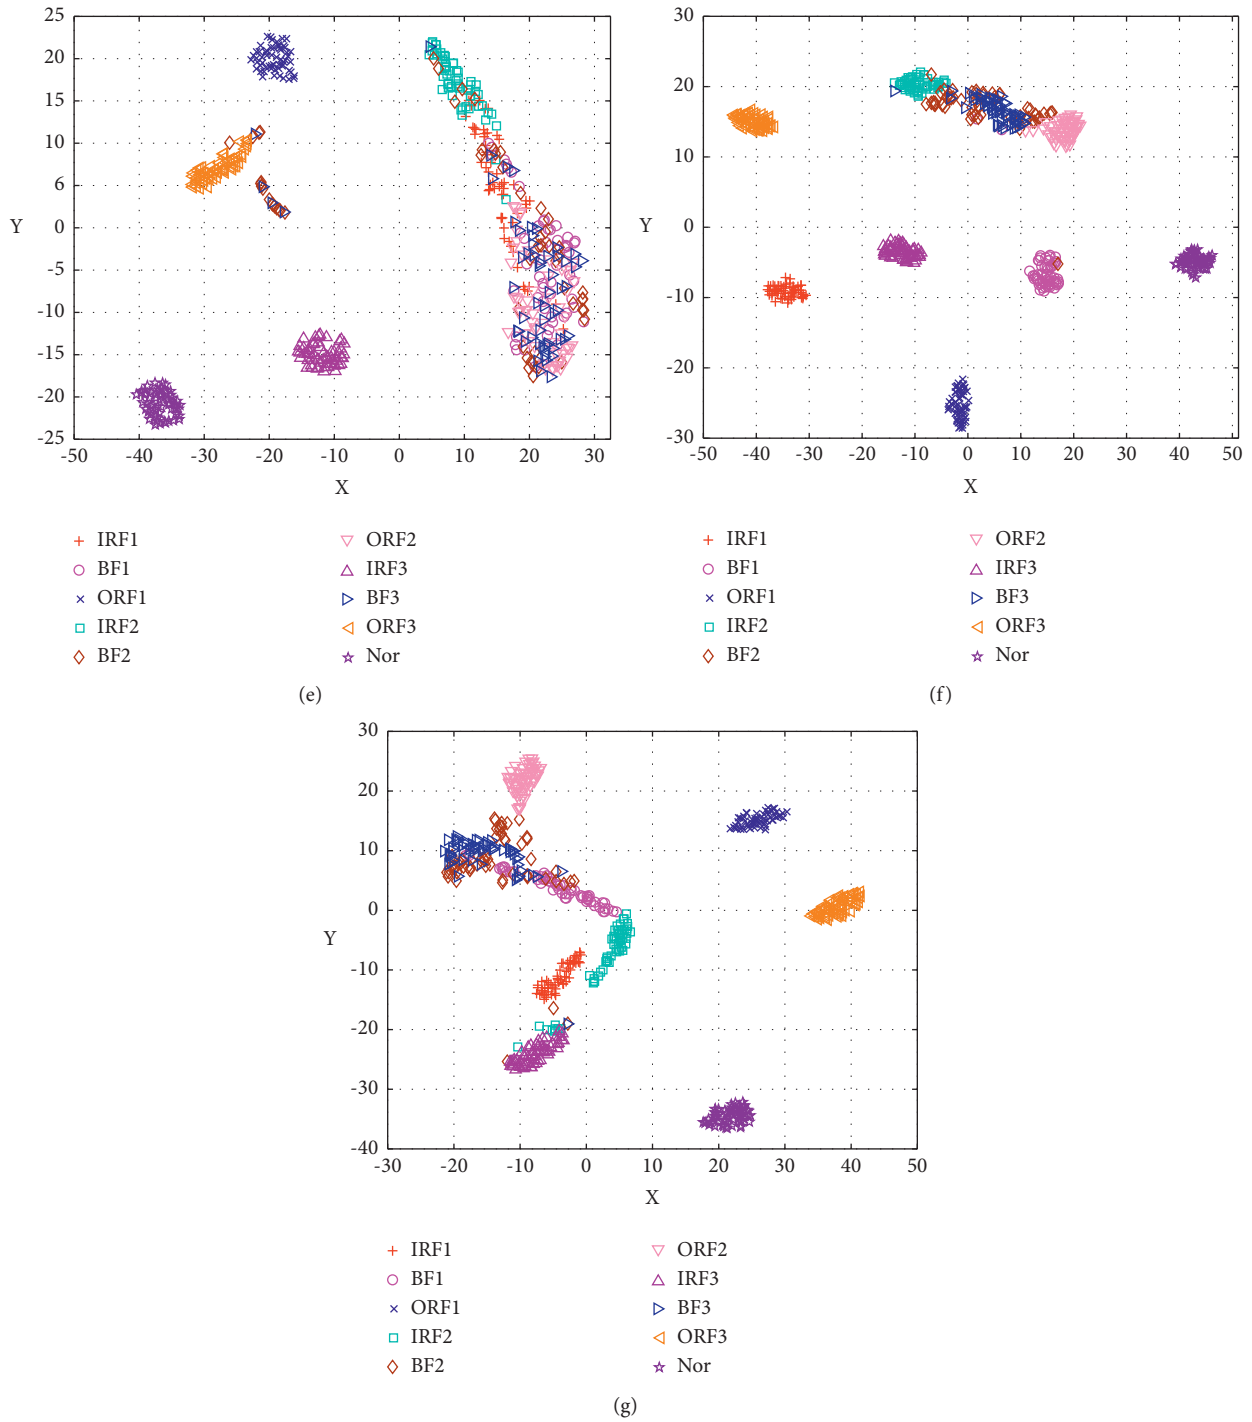 25
20
15
10
6
0
-5
-10
-15
-20
-25
Y
-50 -40 -30 -20 -10 0 10 20 30
X
+ IRF1
BF1
× ORF1
IRF2
BF2
ORF2
IRF3
BF3
ORF3
Nor
(e)
30
20
10
0
-10
-20
-30
Y
-50 -40 -30 -20 -10 0 10 20 30 40 50
X
+ IRF1
BF1
× ORF1
IRF2
BF2
ORF2
IRF3
BF3
ORF3
Nor
(f)
30
20
10
0
-10
-20
-30
-40
Y
-30 -20 -10 0 10 20 30 40 50
X
+ IRF1
BF1
× ORF1
IRF2
BF2
ORF2
IRF3
BF3
ORF3
Nor
(g)